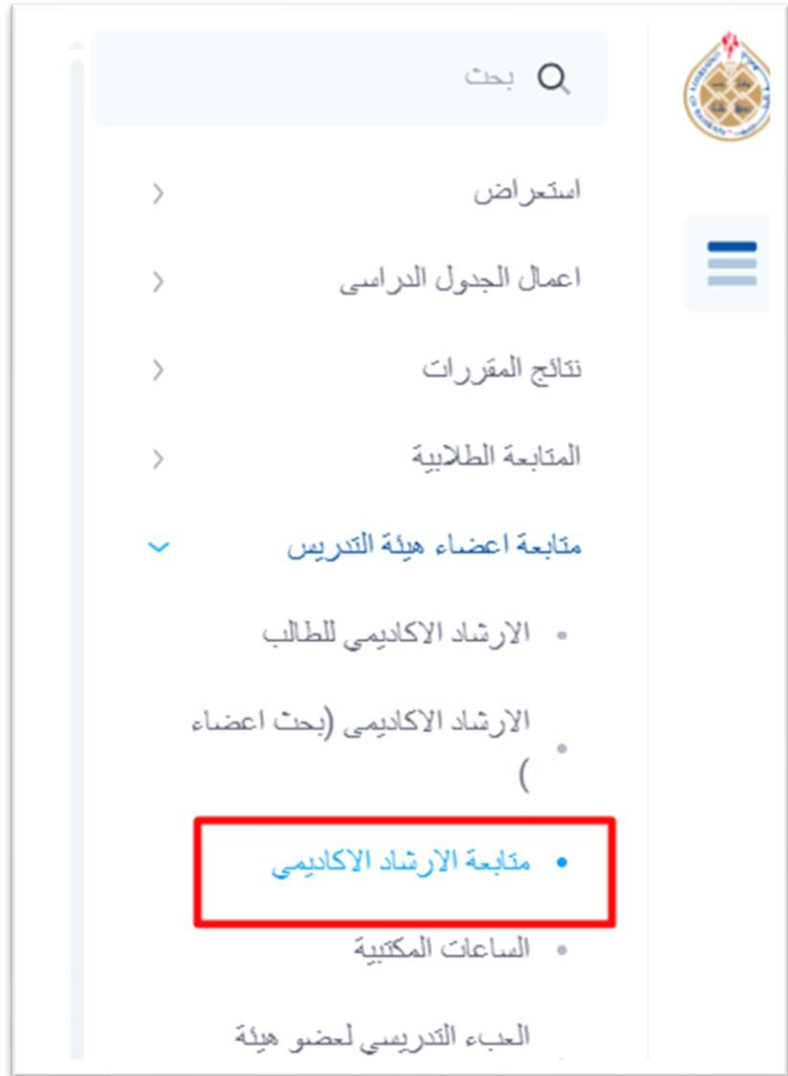 بحث
استعراض
اعمال الجدول الدراسى
نتائج المقررات
المتابعة الطلابية
متابعة اعضاء هيئة التدريس
الارشاد الاكاديمي للطالب
الارشاد الاكاديمى (بحث اعضاء
)
متابعة الارشاد الاكاديمي
الساعات المكتبية
العبء التدريسي لعضو هيئة